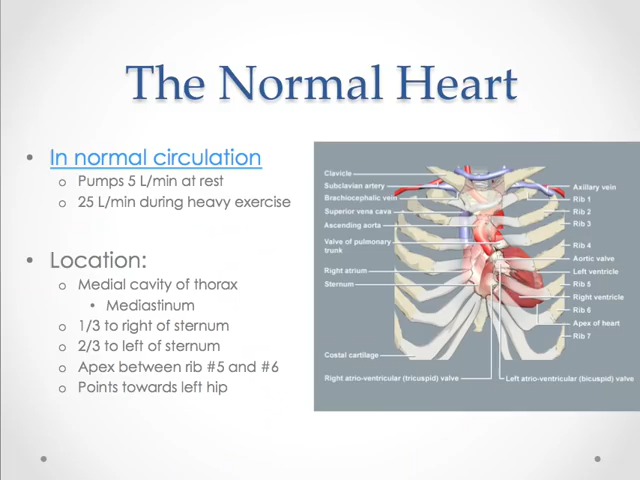 The Normal Heart
• In normal circulation
o Pumps 5 L/min at rest
o 25 L/min during heavy exercise
• Location:
o Medial cavity of thorax
• Mediastinum
o 1/3 to right of sternum
o 2/3 to left of sternum
o Apex between rib #5 and #6
o Points towards left hip
Clavicle
Subclavian artery
Brachiocephalic vein
Superior vena cava
Ascending aorta
Valve of pulmonary
trunk
Right atrium
Sternum
Costal cartilage
Right atrio-ventricular (tricuspid) valve
Axillary vein
Rib 1
Rib 2
Rib 3
Rib 4
Aortic valve
Left ventricle
Rib 5
Right ventricle
Rib 6
Apex of heart
Rib 7
Left atrio-ventricular (bicuspid) valve